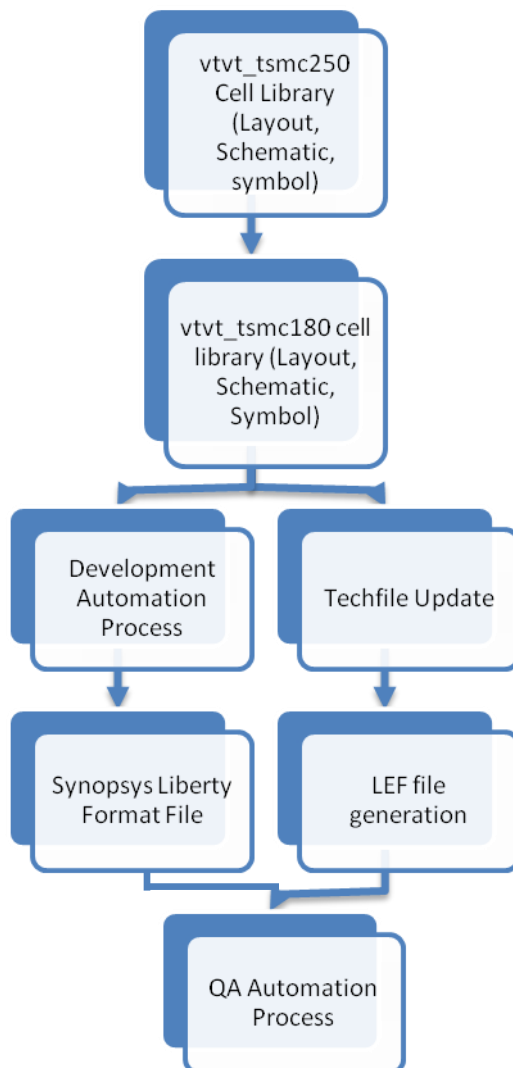 vtvt_tsmc250
Cell Library
(Layout,
Schematic,
symbol)
vtvt_tsmc180 cell
library (Layout,
Schematic,
Symbol)
Development
Automation
Process
Techfile Update
Synopsys Liberty
Format File
LEF file
generation
QA Automation
Process